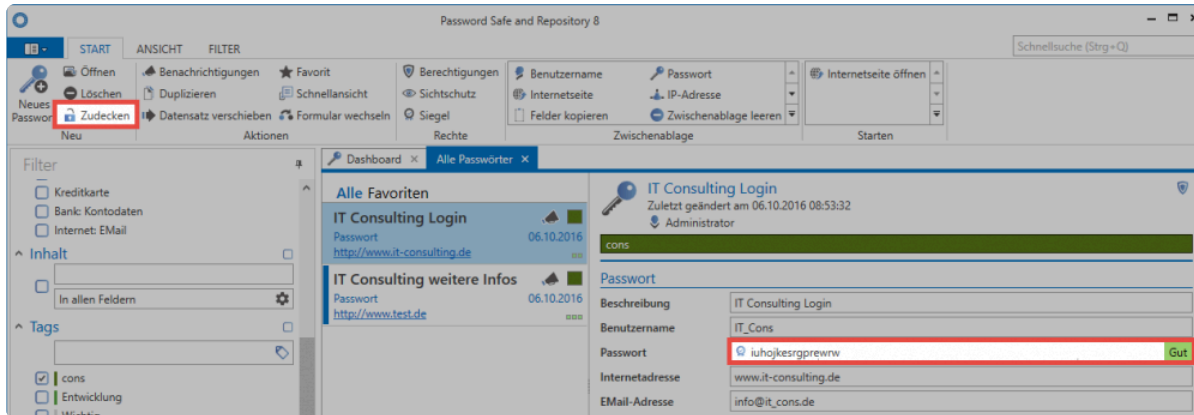 Password Safe and Repository 8
START ANSICHT FILTER
Schnellsuche (Strg+Q)
Neues Passwort
Öffnen
Löschen
Zudecken
Neu
Benachrichtigungen
Duplizieren
Datensatz verschieben
Favorit
Schnellansicht
Formular wechseln
Aktionen
Berechtigungen
Sichtschutz
Siegel
Rechte
Benutzername
Internetseite
Felder kopieren
Passwort
IP-Adresse
Zwischenablage leeren
Zwischenablage
Internetseite öffnen
Starten
Filter
Kreditkarte
Bank: Kontodaten
Internet: EMail
Inhalt
In allen Feldern
Tags
cons
Entwicklung
Wichtig
Dashboard
Alle Passwörter
Alle Favoriten
IT Consulting Login
Passwort 06.10.2016
http://www.it-consulting.de
IT Consulting weitere Infos
Passwort 06.10.2016
http://www.test.de
IT Consulting Login
Zuletzt geändert am 06.10.2016 08:53:32
Administrator
cons
Passwort
Beschreibung IT Consulting Login
Benutzername IT_Cons
Passwort iuhojkesrgprewrw Gut
Internetadresse www.it-consulting.de
EMail-Adresse info@it_cons.de